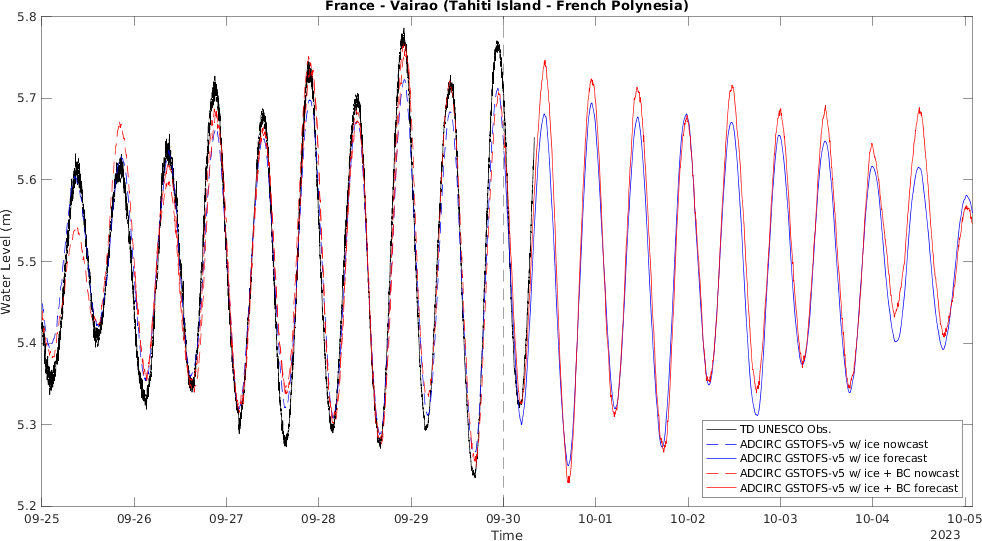 France - Vairao (Tahiti Island - French Polynesia)
5.8
5.7
5.6
5.5
5.4
5.3
5.2
Water Level (m)
TD UNESCO Obs.
ADCIRC GSTOFS-v5 w/ ice nowcast
ADCIRC GSTOFS-v5 w/ ice forecast
ADCIRC GSTOFS-v5 w/ ice + BC nowcast
ADCIRC GSTOFS-v5 w/ ice + BC forecast
09-25 09-26 09-27 09-28 09-29 09-30 10-01 10-02 10-03 10-04 10-05
Time
2023